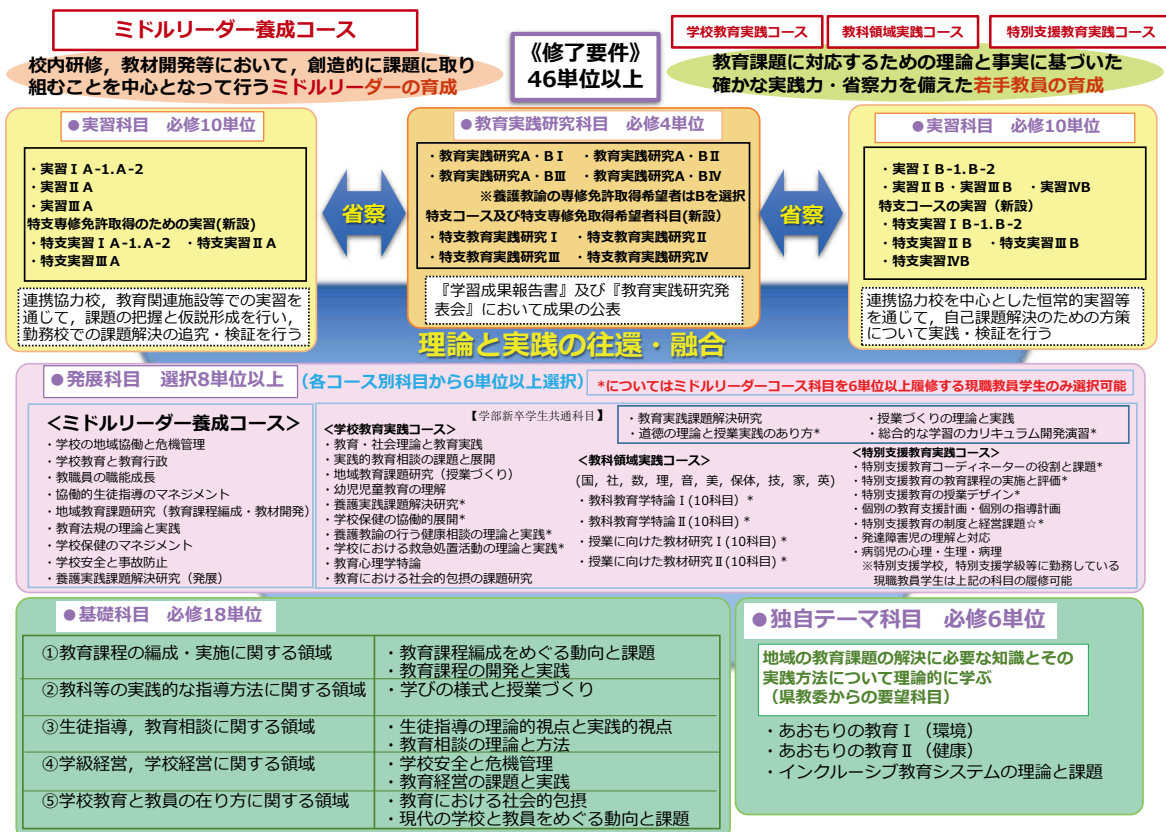 ミドルリーダー養成コース
校内研修，教材開発等において，創造的に課題に取り
組むことを中心となって行うミドルリーダーの育成
《修了要件》
46単位以上
学校教育実践コース
教科領域実践コース
特別支援教育実践コース
教育課題に対応するための理論と事実に基づいた
確かな実践力・省察力を備えた若手教員の育成
●実習科目　必修10単位
・実習ⅠA-1.A-2
・実習ⅡA
・実習ⅢA
特支専修免許取得のための実習(新設)
・特支実習ⅠA-1.A-2　・特支実習ⅡA
・特支実習ⅢA
連携協力校，教育関連施設等での実習を
通じて，課題の把握と仮説形成を行い，
勤務校での課題解決の追究・検証を行う
省察
●教育実践研究科目　必修4単位
・教育実践研究A・BⅠ　・教育実践研究A・BⅡ
・教育実践研究A・BⅢ　・教育実践研究A・BⅣ
※養護教諭の専修免許取得希望者はBを選択
特支コース及び特支専修免取得希望者科目(新設）
・特支教育実践研究Ⅰ　・特支教育実践研究Ⅱ
・特支教育実践研究Ⅲ　・特支教育実践研究Ⅳ
『学習成果報告書』及び『教育実践研究発
表会』において成果の公表
省察
●実習科目　必修10単位
・実習ⅠB-1.B-2
・実習ⅡB・実習ⅢB　・実習ⅣB
特支コースの実習（新設）
・特支実習ⅠB-1.B-2
・特支実習ⅡB　・特支実習ⅢB
・特支実習ⅣB
連携協力校を中心とした恒常的実習等
を通じて，自己課題解決のための方策
について実践・検証を行う
理論と実践の往還・融合
●発展科目　選択8単位以上
（各コース別科目から6単位以上選択）
*についてはミドルリーダーコース科目を6単位以上履修する現職教員学生のみ選択可能
＜ミドルリーダー養成コース＞
・学校の地域協働と危機管理
・学校教育と教育行政
・教職員の職能成長
・協働的生徒指導のマネジメント
・地域教育課題研究（教育課程編成・教材開発）
・教育法規の理論と実践
・学校保健のマネジメント
・学校安全と事故防止
・養護実践課題解決研究（発展）
【学部新卒学生共通科目】
・教育実践課題解決研究
・道徳の理論と授業実践のあり方*
・授業づくりの理論と実践
・総合的な学習のカリキュラム開発演習*
＜学校教育実践コース＞
・教育・社会理論と教育実践
・実践的教育相談の課題と展開
・地域教育課題研究（授業づくり）
・幼児児童教育の理解
・養護実践課題解決研究*
・学校保健の協働的展開*
・養護教諭の行う健康相談の理論と実践*
・学校における救急処置活動の理論と実践*
・教育心理学特論
・教育における社会的包摂の課題研究
＜教科領域実践コース＞
(国，社，数，理，音，美，保体，技，家，英)
・教科教育学特論Ⅰ(10科目）*
・教科教育学特論Ⅱ(10科目）*
・授業に向けた教材研究Ⅰ(10科目)*
・授業に向けた教材研究Ⅱ(10科目)*
＜特別支援教育実践コース＞
・特別支援教育コーディネーターの役割と課題*
・特別支援教育の教育課程の実施と評価*
・特別支援教育の授業デザイン*
・個別の教育支援計画・個別の指導計画
・特別支援教育の制度と経営課題☆*
・発達障害児の理解と対応
・病弱児の心理・生理・病理
※特別支援学校，特別支援学級等に勤務している
現職教員学生は上記の科目の履修可能
●基礎科目　必修18単位
①教育課程の編成・実施に関する領域
・教育課程編成をめぐる動向と課題
・教育課程の開発と実践
②教科等の実践的な指導方法に関する領域
・学びの様式と授業づくり
③生徒指導，教育相談に関する領域
・生徒指導の理論的視点と実践的視点
・教育相談の理論と方法
④学級経営，学校経営に関する領域
・学校安全と危機管理
・教育経営の課題と実践
⑤学校教育と教員の在り方に関する領域
・教育における社会的包摂
・現代の学校と教員をめぐる動向と課題
●独自テーマ科目　必修6単位
地域の教育課題の解決に必要な知識とその
実践方法について理論的に学ぶ
（県教委からの要望科目）
・あおもりの教育Ⅰ（環境）
・あおもりの教育Ⅱ（健康）
・インクルーシブ教育システムの理論と課題